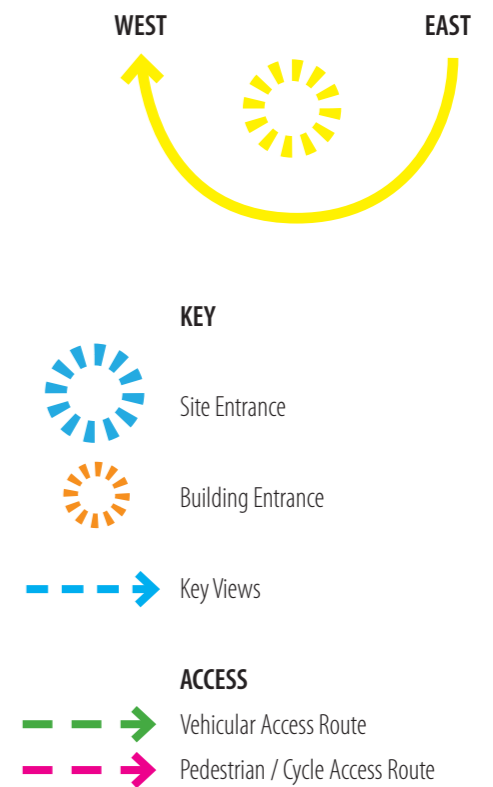 WEST EAST
KEY
Site Entrance
Building Entrance
Key Views
ACCESS
Vehicular Access Route
Pedestrian / Cycle Access Route